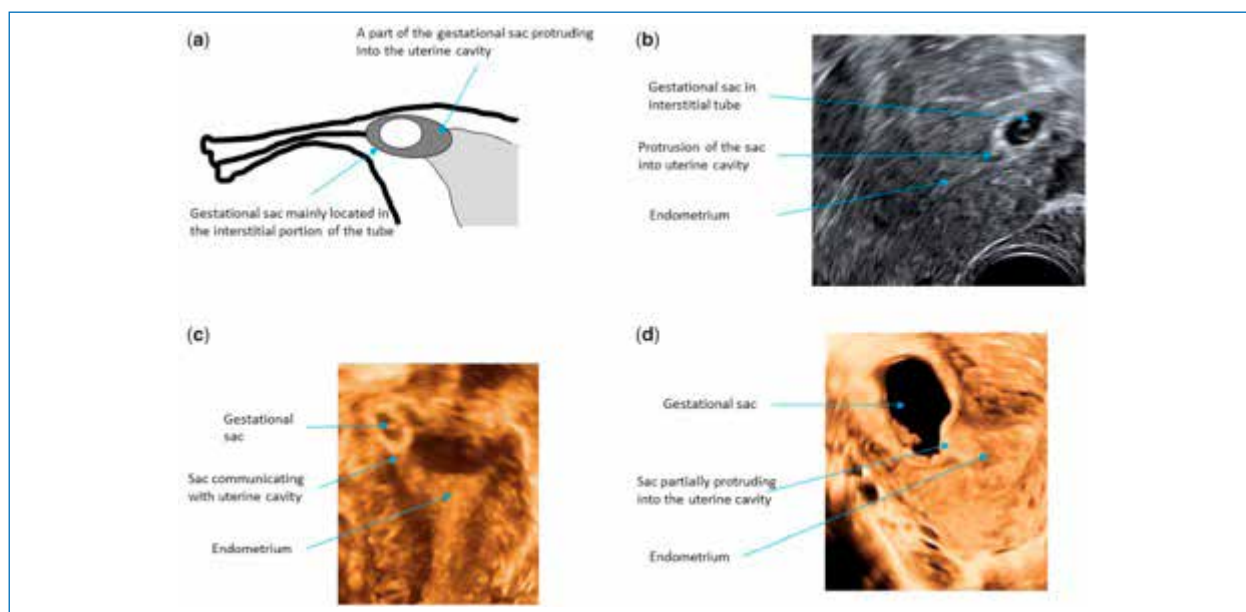 (a)
A part of the gestational sac protruding
into the uterine cavity
Gestational sac mainly located in
the interstitial portion of the tube
(b)
Gestational sac in
interstitial tube
Protrusion of the sac
into uterine cavity
Endometrium
(c)
Gestational
sac
Sac communicating
with uterine cavity
Endometrium
(d)
Gestational sac
Sac partially protruding
into the uterine cavity
Endometrium